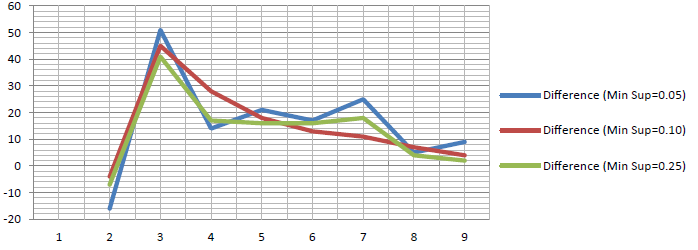 60
50
40
30
20
10
0
-10
-20
1 2 3 4 5 6 7 8 9
Difference (Min Sup=0.05)
Difference (Min Sup=0.10)
Difference (Min Sup=0.25)